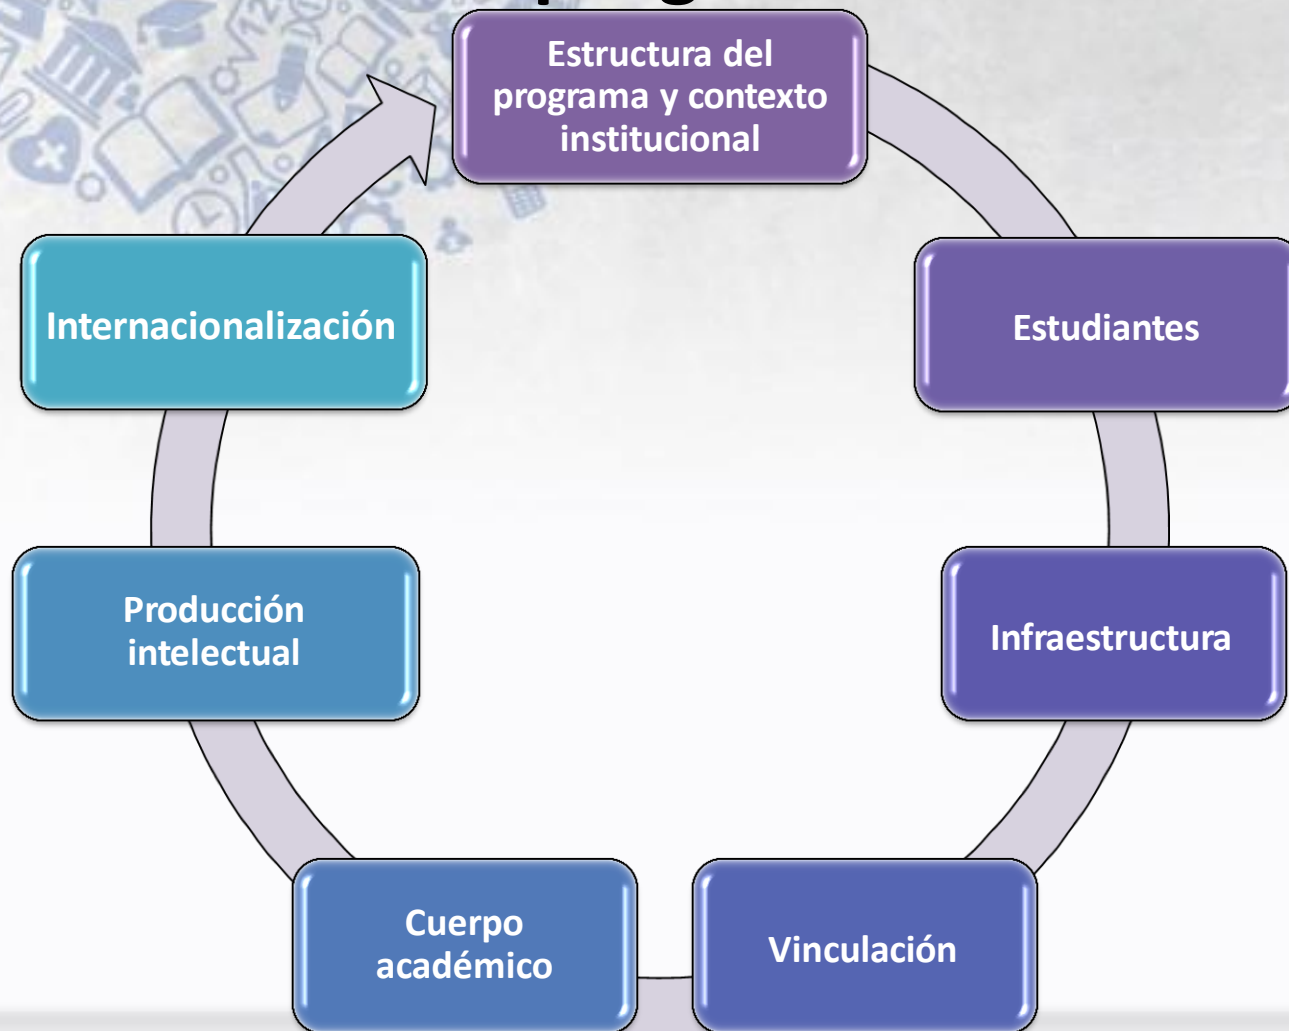 Estructura del
programa y contexto
institucional
Estudiantes
Infraestructura
Vinculación
Cuerpo
académico
Producción
intelectual
Internacionalización